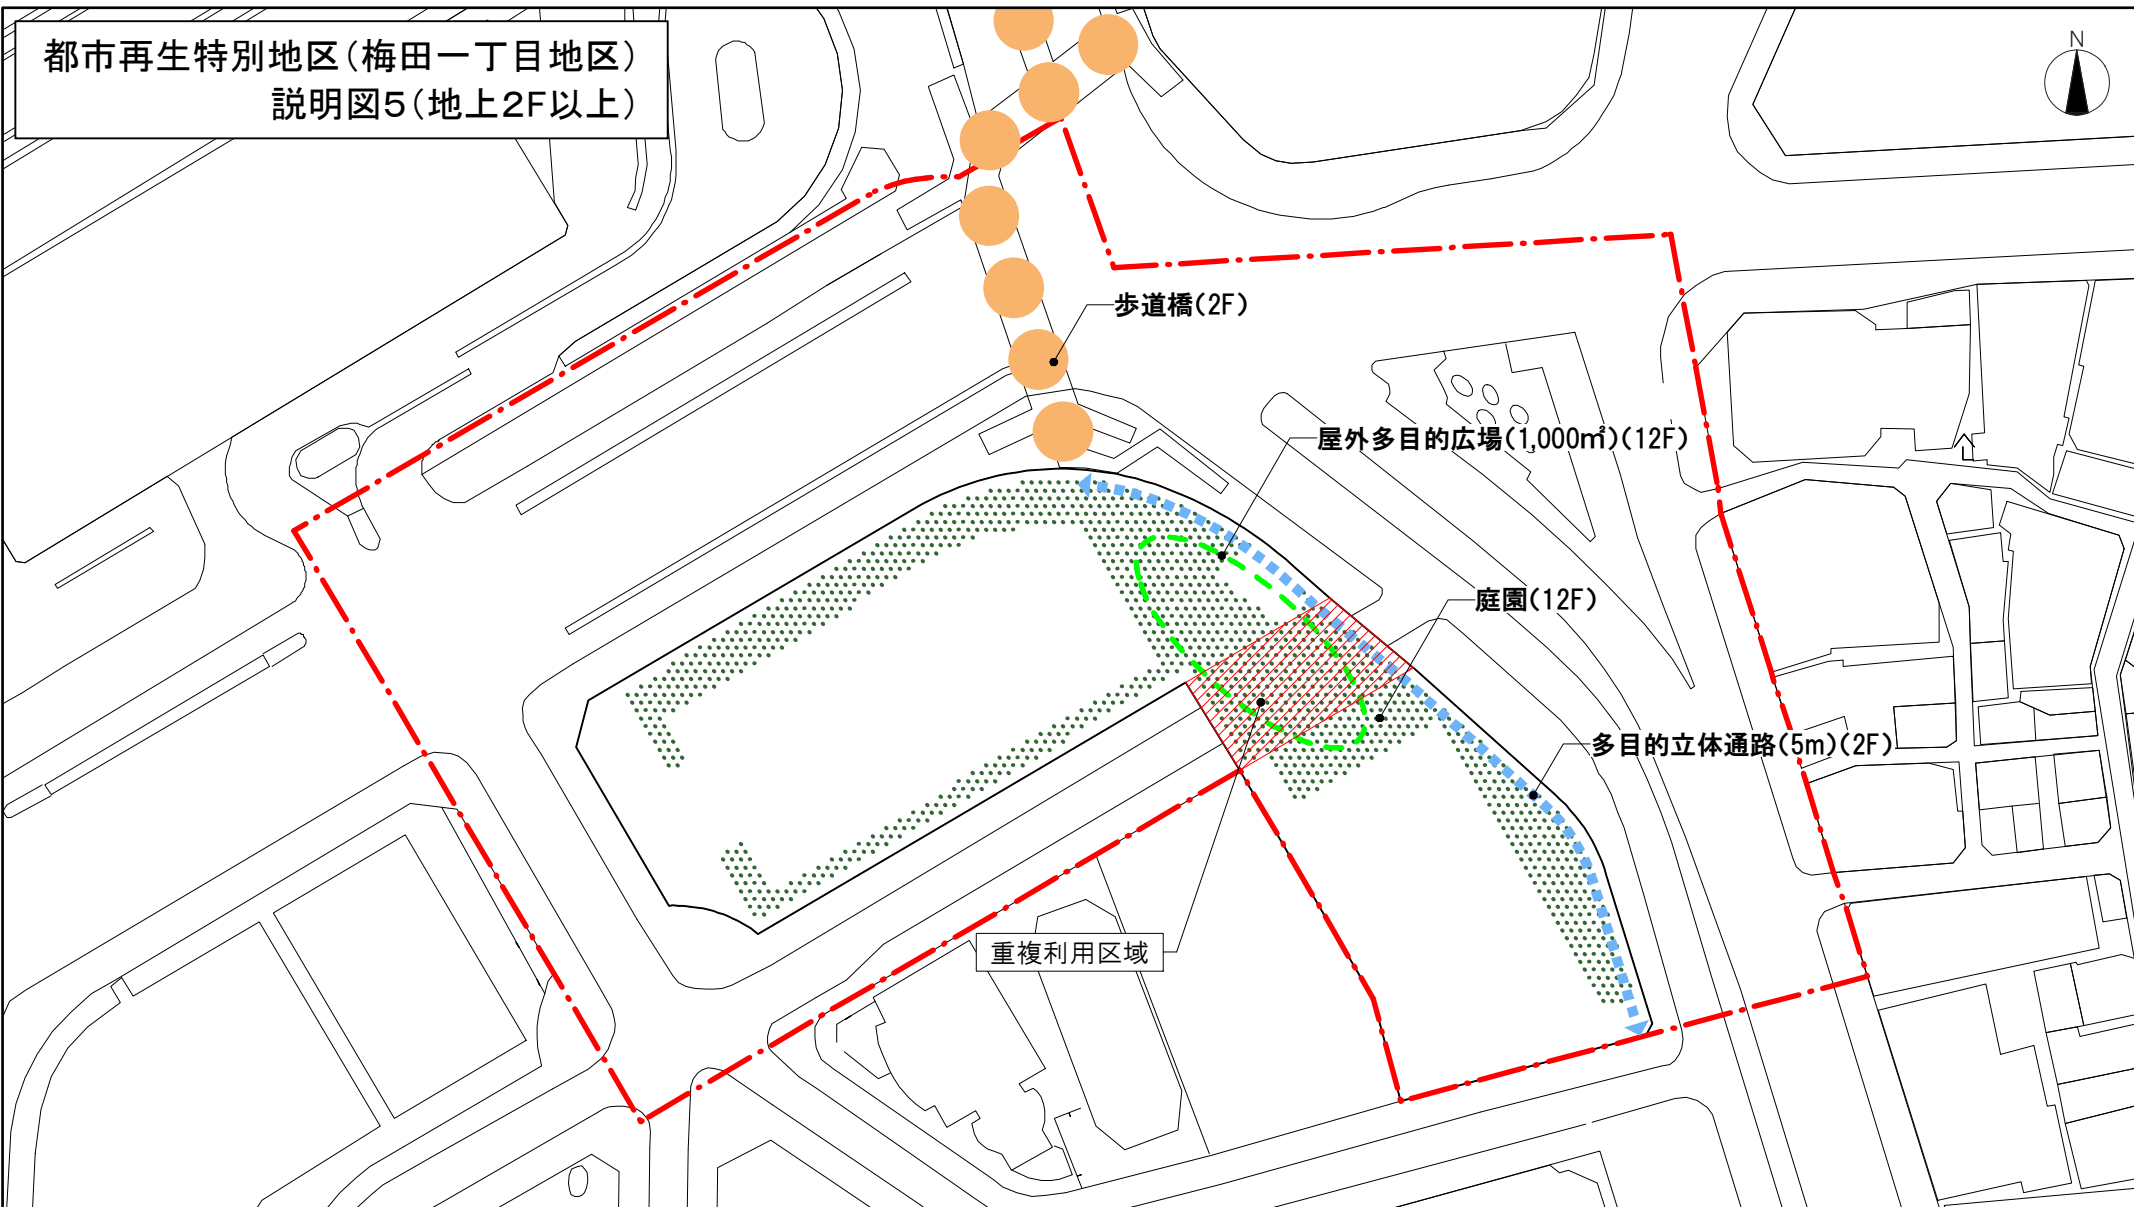 都市再生特別地区(梅田一丁目地区)
説明図5(地上2F以上)
N
歩道橋(2F)
屋外多目的広場(1,000㎡)(12F)
庭園(12F)
多目的立体通路(5m)(2F)
重複利用区域